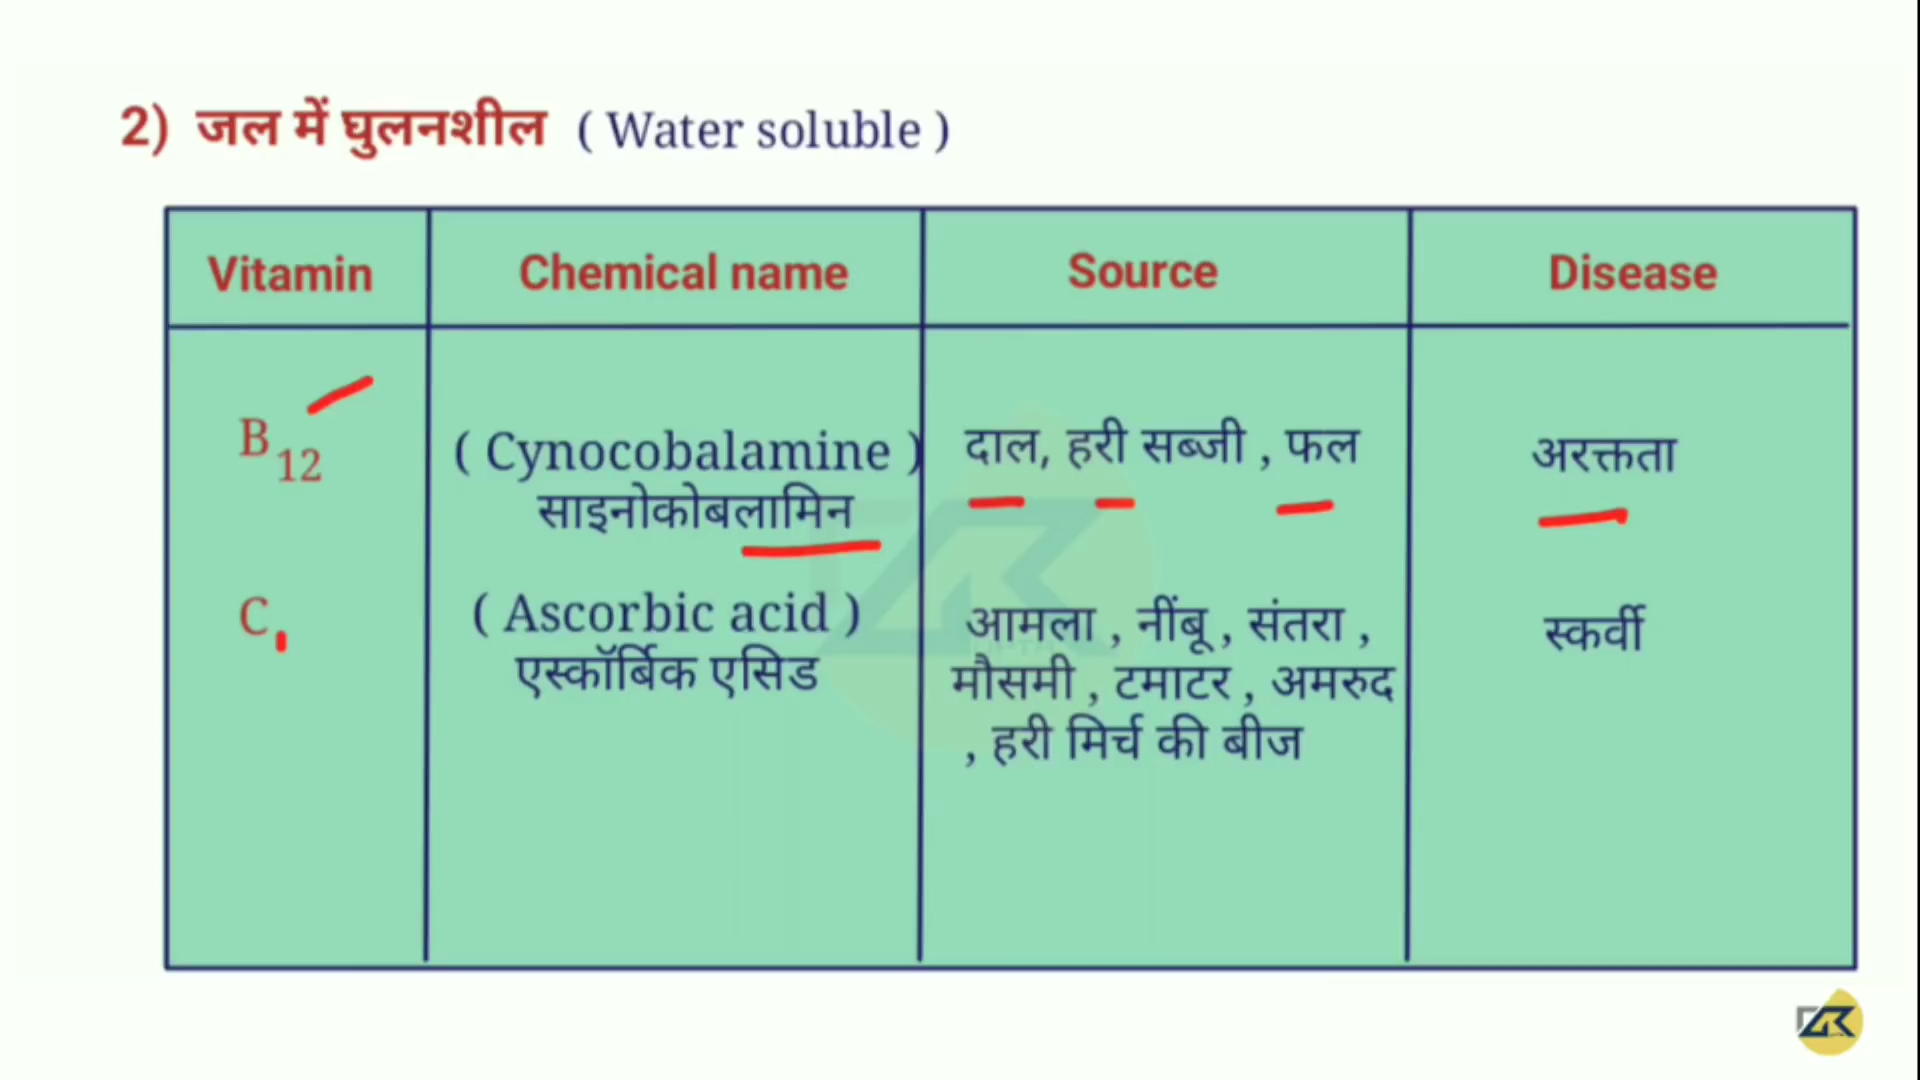 2) जल में घुलनशील ( Water soluble )
Vitamin Chemical name Source Disease
B12 ( Cynocobalamine ) दाल, हरी सब्जी , फल अरक्तता
साइनोकोबलामिन
C ( Ascorbic acid ) आमला , नींबू , संतरा , स्कर्वी
एस्कॉर्बिक एसिड मौसमी , टमाटर , अमरुद
, हरी मिर्च की बीज